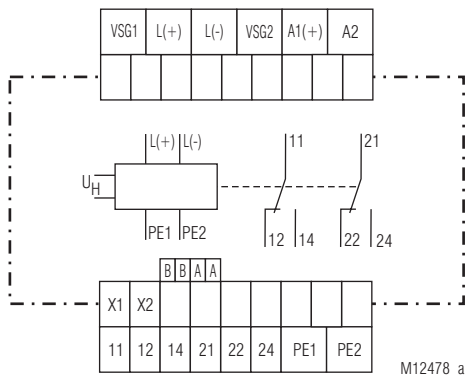 VSG1 L(+) L(-) VSG2 A1(+) A2
L(+) L(-) 11 21
UH
PE1 PE2 12 14 22 24
B B A A
X1 X2
11 12 14 21 22 24 PE1 PE2
M12478_a